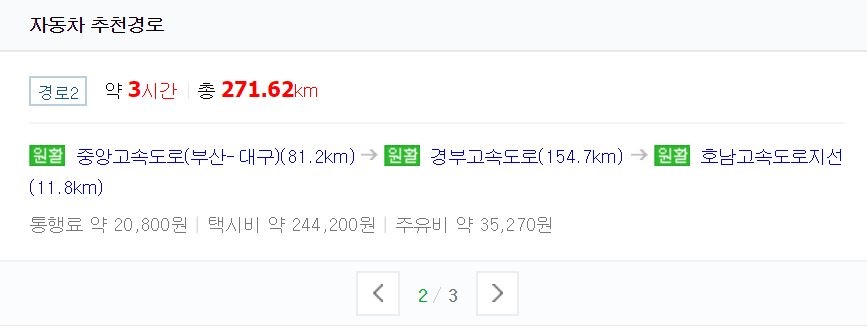 자동차 추천경로
경로2 약 3시간 총 271.62km
원활 중앙고속도로(부산-대구)(81.2km) → 원활 경부고속도로(154.7km) → 원활 호남고속도로지선
(11.8km)
통행료 약 20,800원 | 택시비 약 244,200원 | 주유비 약 35,270원
< 2 / 3 >